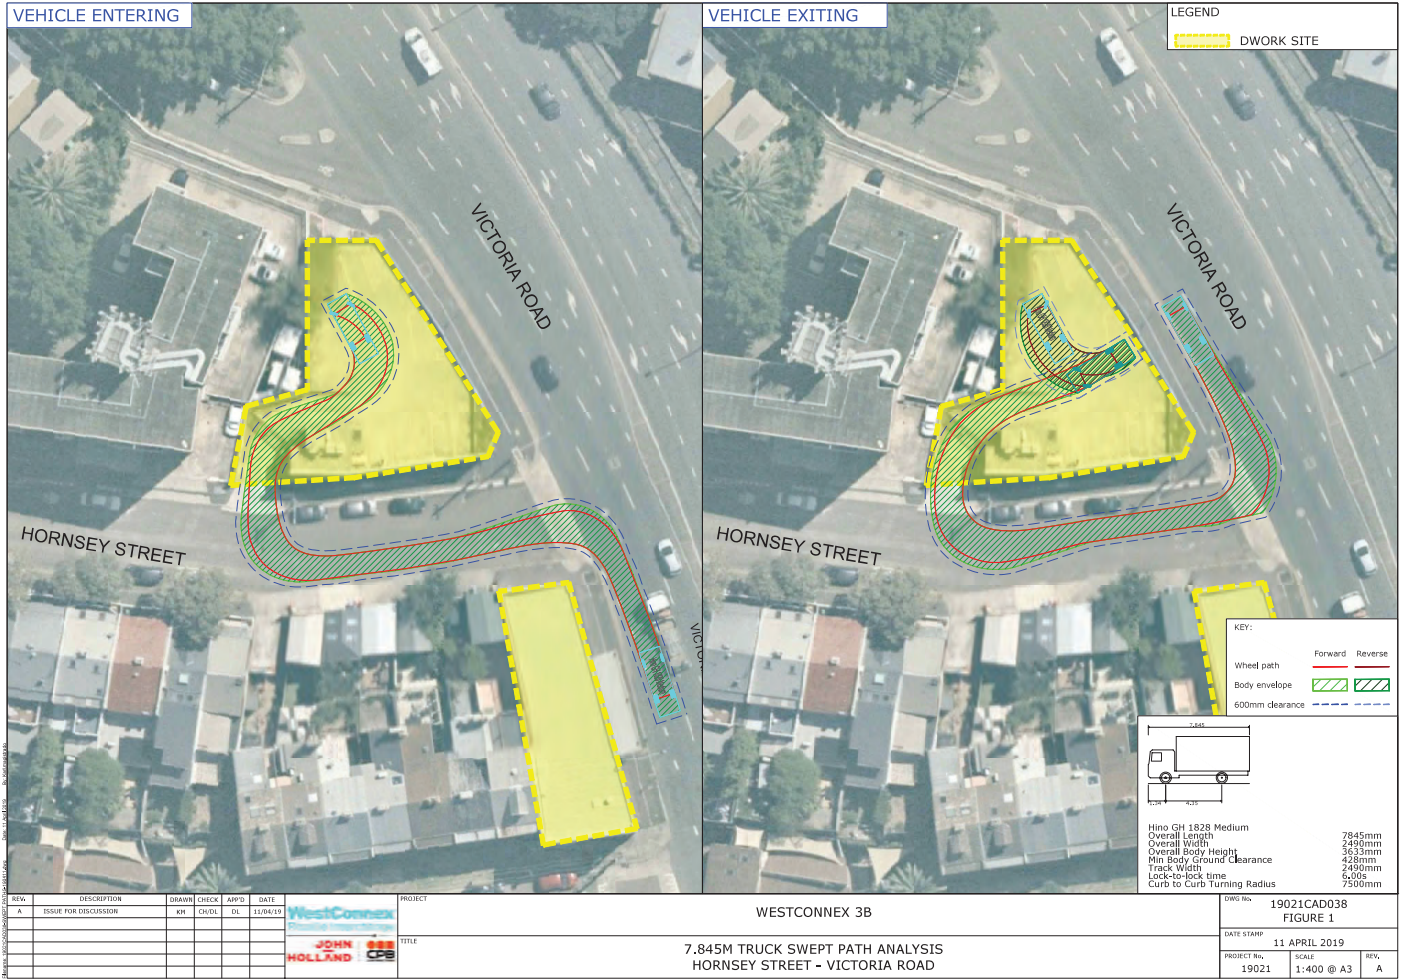 VEHICLE ENTERING
VEHICLE EXITING
LEGEND
DWORK SITE
VICTORIA ROAD
VICTORIA ROAD
HORNSEY STREET
HORNSEY STREET
KEY:
Forward Reverse
Wheel path
Body envelope
600mm clearance
7.845
4.35
Hino GH 1828 Medium
Overall Length 7845mm
Overall Width 2490mm
Overall Body Height 3633mm
Min Body Ground Clearance 428mm
Track Width 2490mm
Lock-to-lock time 6.00s
Curb to Curb Turning Radius 7500mm
REV. DESCRIPTION DRAWN CHECK APP'D DATE
A ISSUE FOR DISCUSSION KM CH/DL DL 11/04/19
WestConnex
JOHN HOLLAND
CPB
PROJECT
WESTCONNEX 3B
TITLE
7.845M TRUCK SWEPT PATH ANALYSIS
HORNSEY STREET - VICTORIA ROAD
DWG No. 19021CAD038
FIGURE 1
DATE STAMP
11 APRIL 2019
PROJECT No. SCALE REV.
19021 1:400 @ A3 A